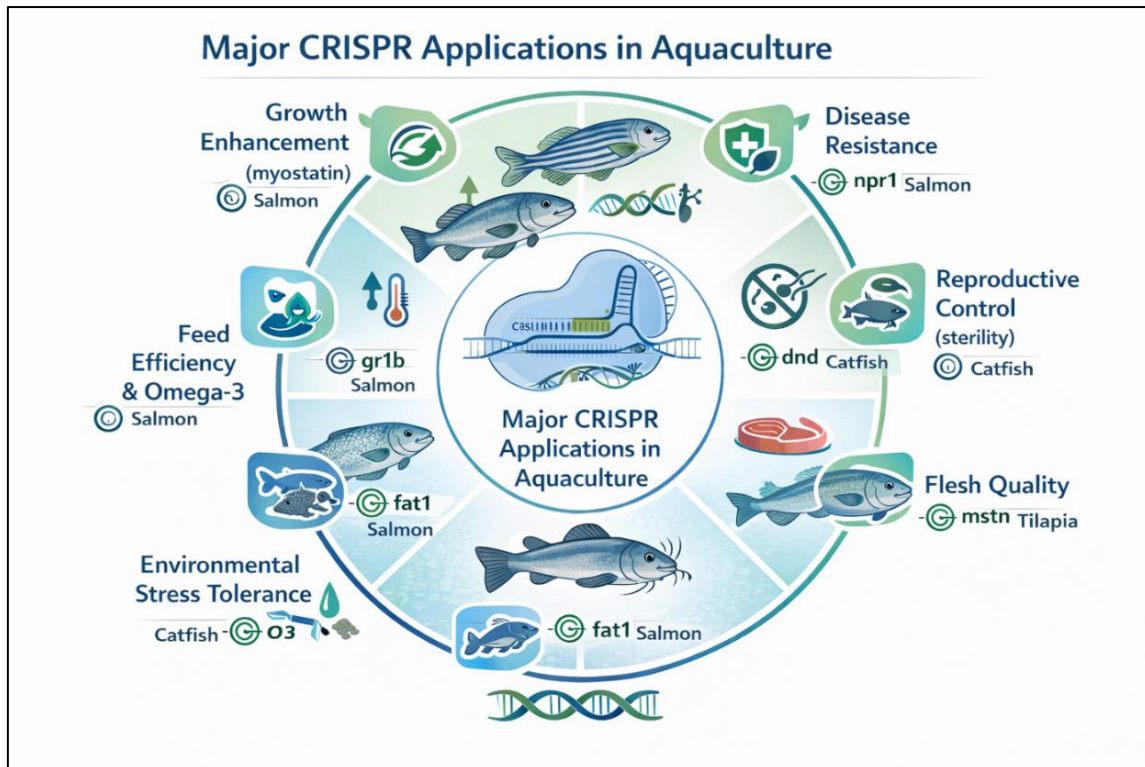 Major CRISPR Applications in Aquaculture
Growth
Enhancement
(myostatin)
Salmon
Disease
Resistance
npr1 Salmon
Feed
Efficiency
& Omega-3
Salmon
gr1b
Salmon
dnd Catfish
Reproductive
Control
(sterility)
Catfish
Major CRISPR
Applications in
Aquaculture
fat1
Salmon
Flesh Quality
mstn Tilapia
Environmental
Stress Tolerance
Catfish O3
fat1 Salmon